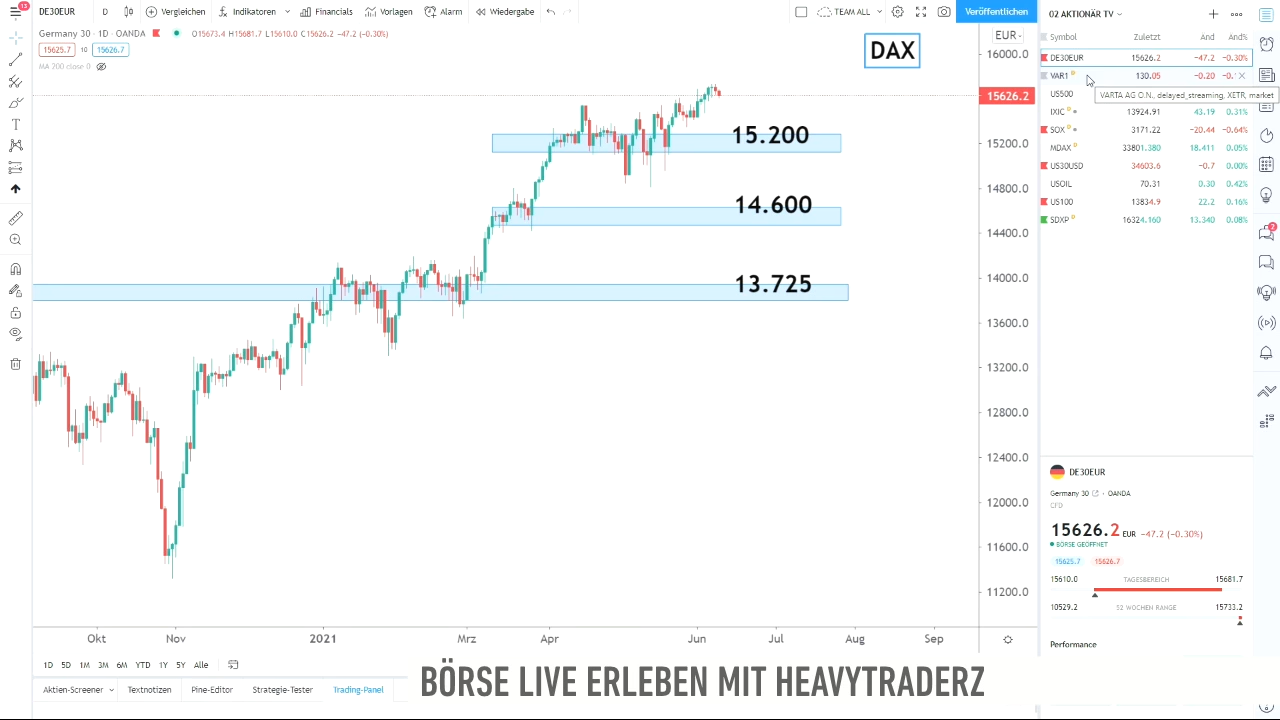 13
DE30EUR D Vergleichen Indikatoren Financials Vorlagen Alarm Wiedergabe TEAM ALL Veröffentlichen
Germany 30 · 1D · OANDA O15673.4 H15681.7 L15610.0 C15626.2 −47.2 (−0.30%)
15625.7 10 15626.7
MA 200 close 0
DAX
EUR
16000.0
15626.2
15200.0
14800.0
14400.0
14000.0
13600.0
13200.0
12800.0
12400.0
12000.0
11600.0
11200.0
15.200
14.600
13.725
Okt Nov 2021 Mrz Apr Jun Jul Aug Sep
1D 5D 1M 3M 6M YTD 1Y 5Y Alle
Aktien-Screener Textnotizen Pine-Editor Strategie-Tester Trading-Panel
BÖRSE LIVE ERLEBEN MIT HEAVYTRADERZ
02 AKTIONÄR TV
Symbol Zuletzt Änd Änd%
DE30EUR 15626.2 −47.2 −0.30%
VAR1 130.05 −0.20
VARTA AG O.N., delayed_streaming, XETR, market
US500
IXIC 13924.91 43.19 0.31%
SOX 3171.22 −20.44 −0.64%
MDAX 33801.380 18.411 0.05%
US30USD 34603.6 −0.7 0.00%
USOIL 70.31 0.30 0.42%
US100 13834.9 22.2 0.16%
SDXP 16324.160 13.340 0.08%
2
DE30EUR
Germany 30 · OANDA
CFD
15626.2 EUR −47.2 (−0.30%)
BÖRSE GEÖFFNET
15625.7 15626.7
15610.0 TAGESBEREICH 15681.7
10529.2 52 WOCHEN RANGE 15733.2
Performance